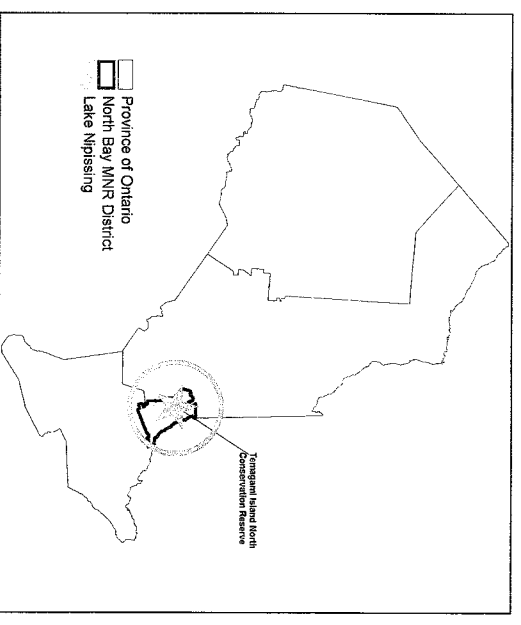 Province of Ontario
North Bay MNR District
Lake Nipissing
Temagami Island North
Conservation Reserve